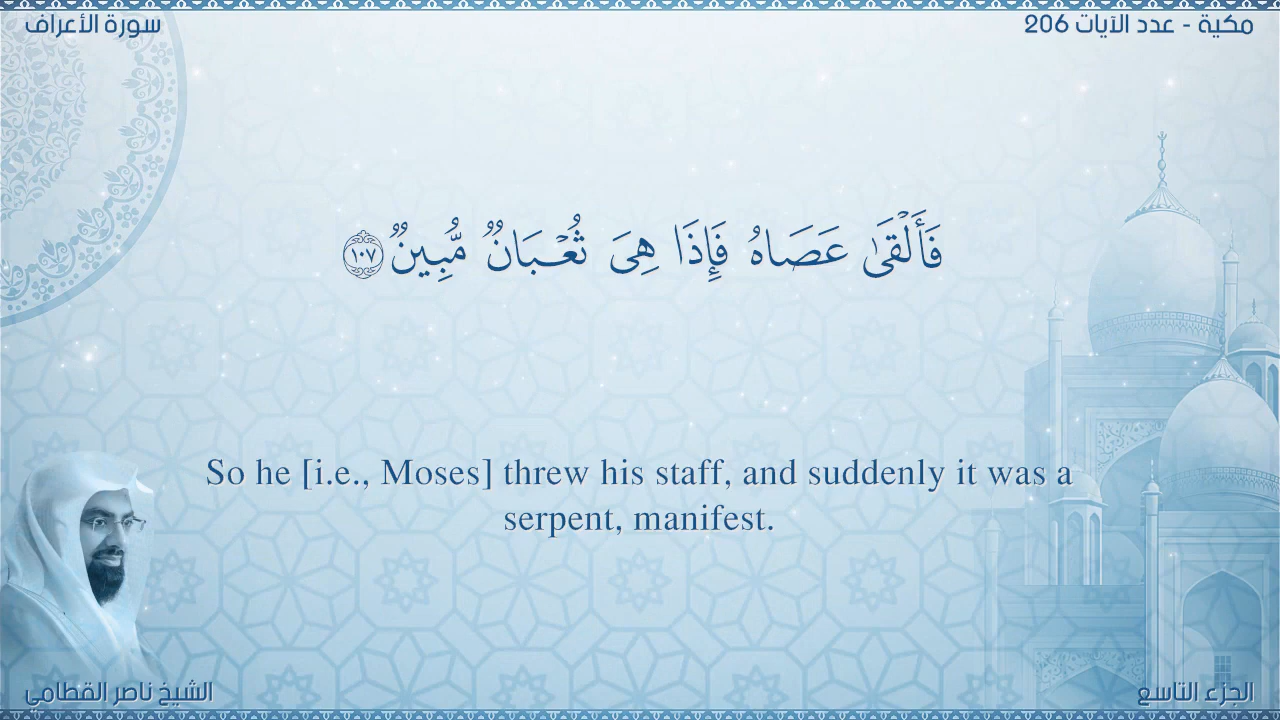 سورة الأعراف
مكية - عدد الآيات 206
فَأَلْقَىٰ عَصَاهُ فَإِذَا هِىَ ثُعْبَانٌ مُّبِينٌ ١٠٧
So he [i.e., Moses] threw his staff, and suddenly it was a
serpent, manifest.
الشيخ ناصر القطامي
الجزء التاسع